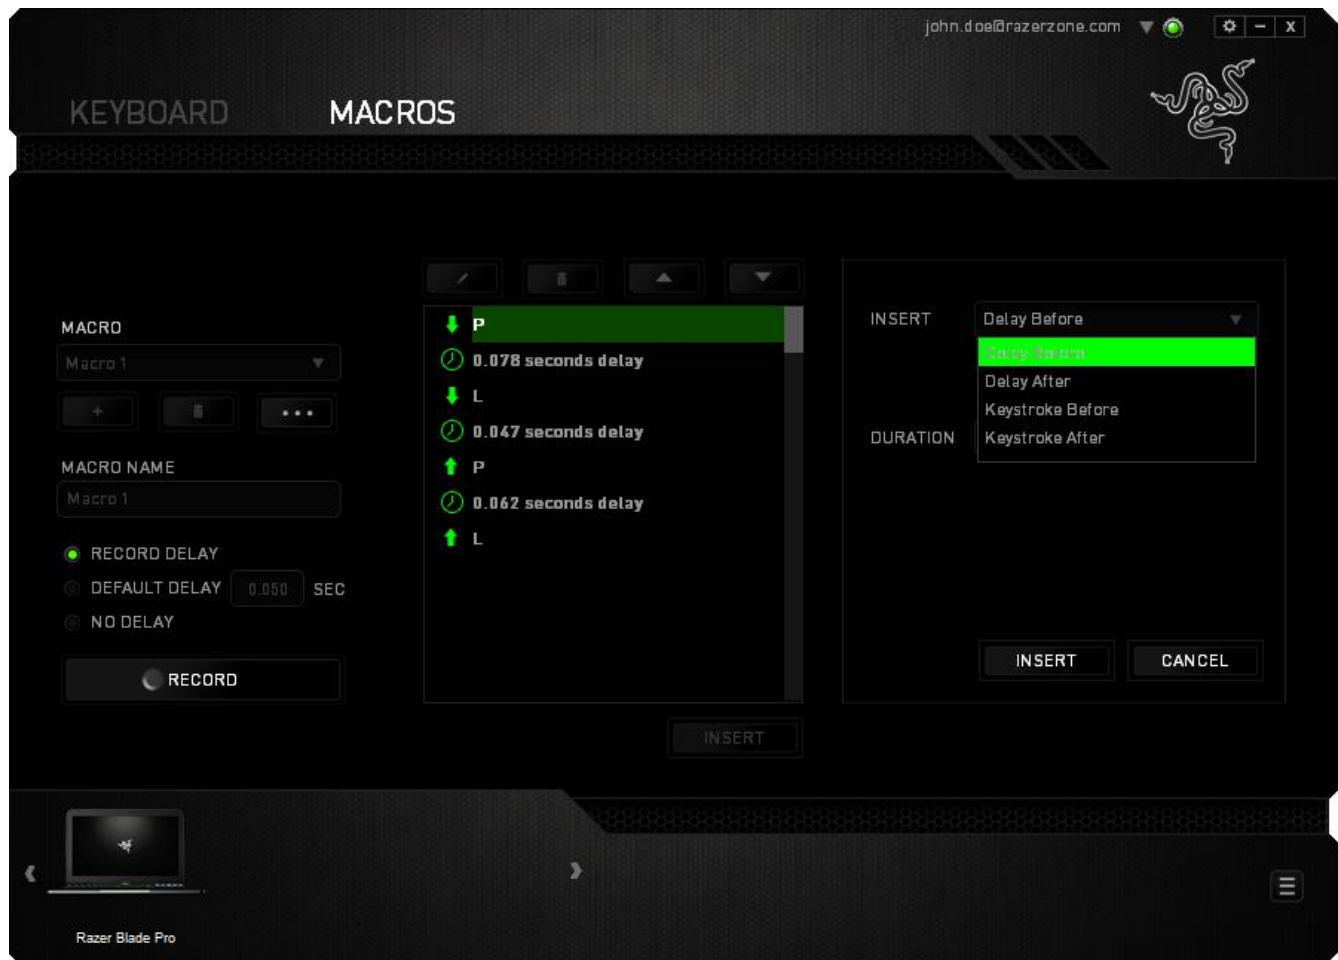 john.doe@razerzone.com
KEYBOARD
MACROS
MACRO
Macro 1
MACRO NAME
Macro 1
RECORD DELAY
DEFAULT DELAY 0.050 SEC
NO DELAY
RECORD
P
0.078 seconds delay
L
0.047 seconds delay
P
0.062 seconds delay
L
INSERT
INSERT Delay Before
Delay Before
Delay After
Keystroke Before
DURATION Keystroke After
INSERT CANCEL
Razer Blade Pro